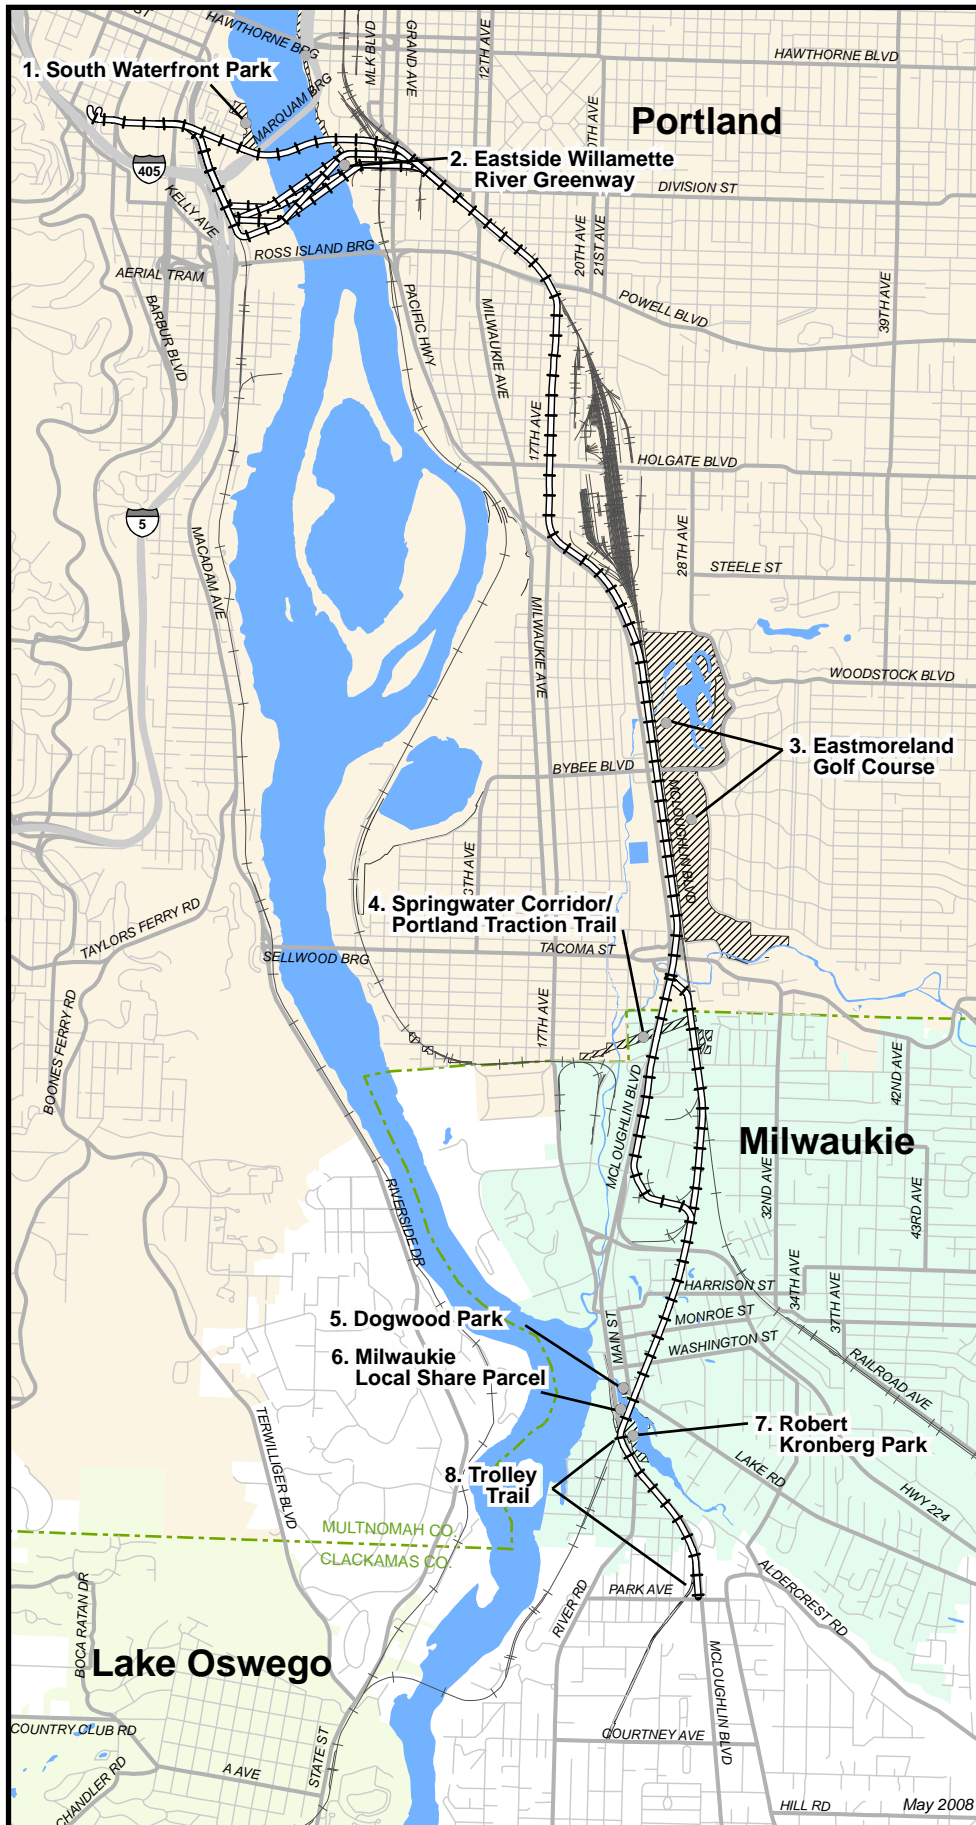 ST
HAWTHORNE BRG
MLK BLVD
GRAND AVE
12TH AVE
HAWTHORNE BLVD
1. South Waterfront Park
MARQUAM BRG
Portland
405
2. Eastside Willamette
River Greenway
DIVISION ST
KELLY AVE
ROSS ISLAND BRG
20TH AVE
21ST AVE
AERIAL TRAM
BARBUR BLVD
PACIFIC HWY
MILWAUKIE AVE
POWELL BLVD
39TH AVE
17TH AVE
HOLGATE BLVD
5
MACADAM AVE
28TH AVE
STEELE ST
MILWAUKIE AVE
WOODSTOCK BLVD
3. Eastmoreland
Golf Course
BYBEE BLVD
MCLOUGHLIN BLVD
4. Springwater Corridor/
Portland Traction Trail
TAYLORS FERRY RD
SELLWOOD BRG
TACOMA ST
BOONES FERRY RD
17TH AVE
42ND AVE
MCLOUGHLIN BLVD
Milwaukie
32ND AVE
43RD AVE
RIVERSIDE DR
34TH AVE
HARRISON ST
37TH AVE
5. Dogwood Park
MONROE ST
MAIN ST
WASHINGTON ST
6. Milwaukie
Local Share Parcel
RAILROAD AVE
7. Robert
Kronberg Park
TERWILLIGER BLVD
8. Trolley
Trail
LAKE RD
HWY 224
MULTNOMAH CO.
CLACKAMAS CO.
BOCA RATAN DR
RIVER RD
PARK AVE
ALDERCREST RD
Lake Oswego
MCLOUGHLIN BLVD
COUNTRY CLUB RD
COURTNEY AVE
STATE ST
A AVE
CHANDLER RD
HILL RD
May 2008